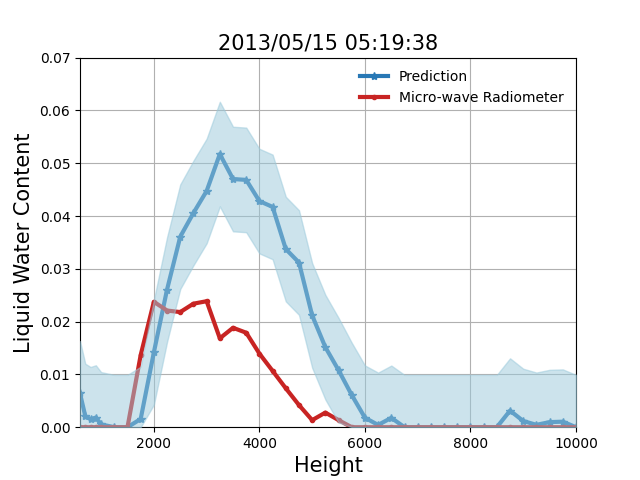 2013/05/15 05:19:38
Prediction
Micro-wave Radiometer
Liquid Water Content
0.07
0.06
0.05
0.04
0.03
0.02
0.01
0.00
2000 4000 6000 8000 10000
Height